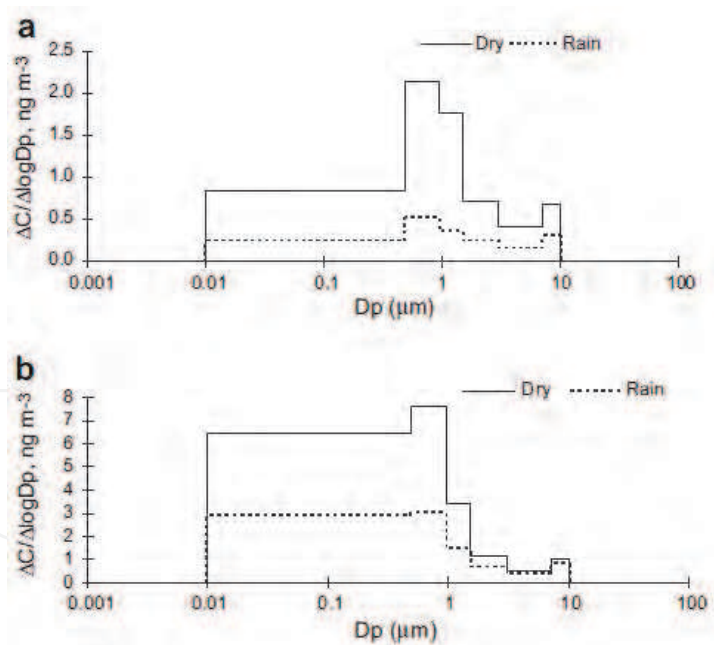 a
Dry Rain
ΔC/ΔlogDp, ng m-3
2.5
2.0
1.5
1.0
0.5
0.0
0.001 0.01 0.1 1 10 100
Dp (µm)
b
Dry Rain
ΔC/ΔlogDp, ng m-3
8
7
6
5
4
3
2
1
0
0.001 0.01 0.1 1 10 100
Dp (µm)